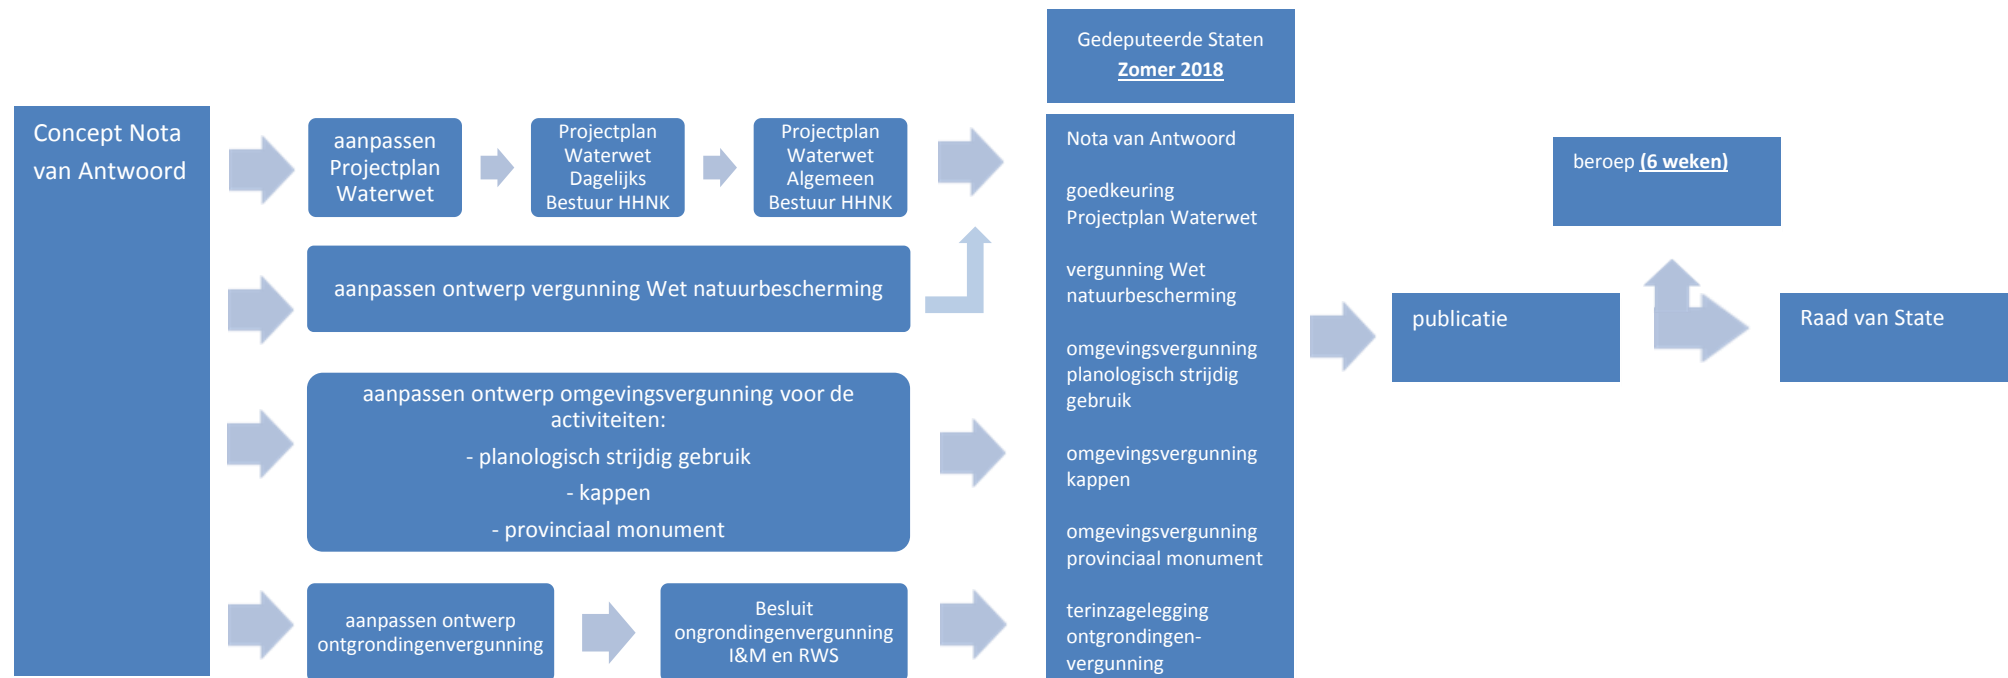 Concept Nota
van Antwoord
aanpassen
Projectplan
Waterwet
Projectplan
Waterwet
Dagelijks
Bestuur HHNK
Projectplan
Waterwet
Algemeen
Bestuur HHNK
aanpassen ontwerp vergunning Wet natuurbescherming
aanpassen ontwerp omgevingsvergunning voor de
activiteiten:
- planologisch strijdig gebruik
- kappen
- provinciaal monument
aanpassen ontwerp
ontgrondingenvergunning
Besluit
ongrondingenvergunning
I&M en RWS
Gedeputeerde Staten
Zomer 2018
Nota van Antwoord
goedkeuring
Projectplan Waterwet
vergunning Wet
natuurbescherming
omgevingsvergunning
planologisch strijdig
gebruik
omgevingsvergunning
kappen
omgevingsvergunning
provinciaal monument
terinzagelegging
ontgrondingen-
vergunning
publicatie
beroep (6 weken)
Raad van State